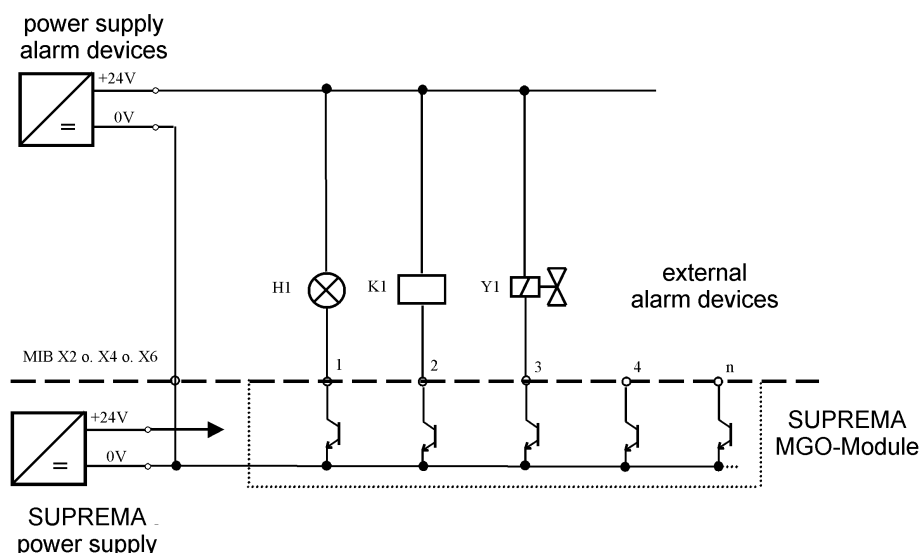 power supply
alarm devices
+24V
0V
H1
K1
Y1
external
alarm devices
MIB X2 o. X4 o. X6
1
2
3
4
n
+24V
0V
SUPREMA
MGO-Module
SUPREMA
power supply